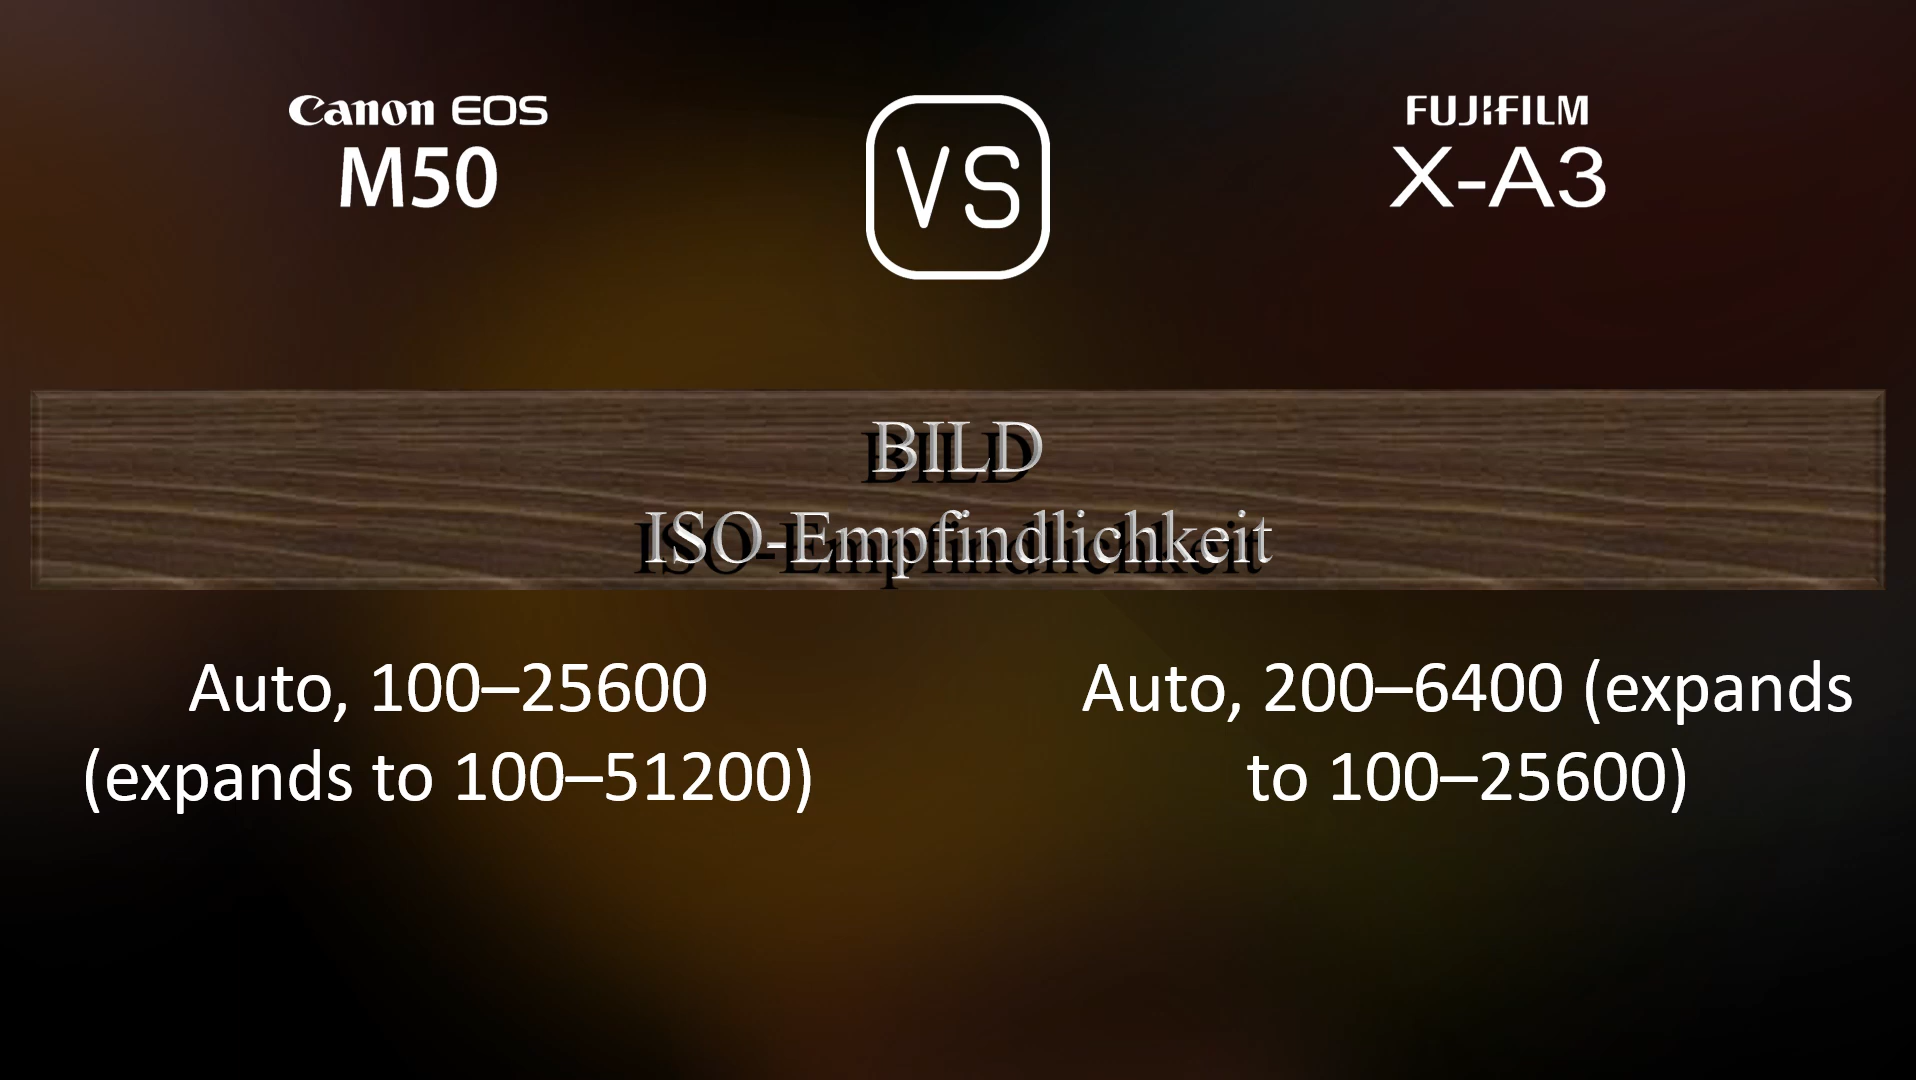 Canon EOS
M50
VS
FUJIFILM
X-A3
BILD
ISO-Empfindlichkeit
Auto, 100–25600
(expands to 100–51200)
Auto, 200–6400 (expands
to 100–25600)